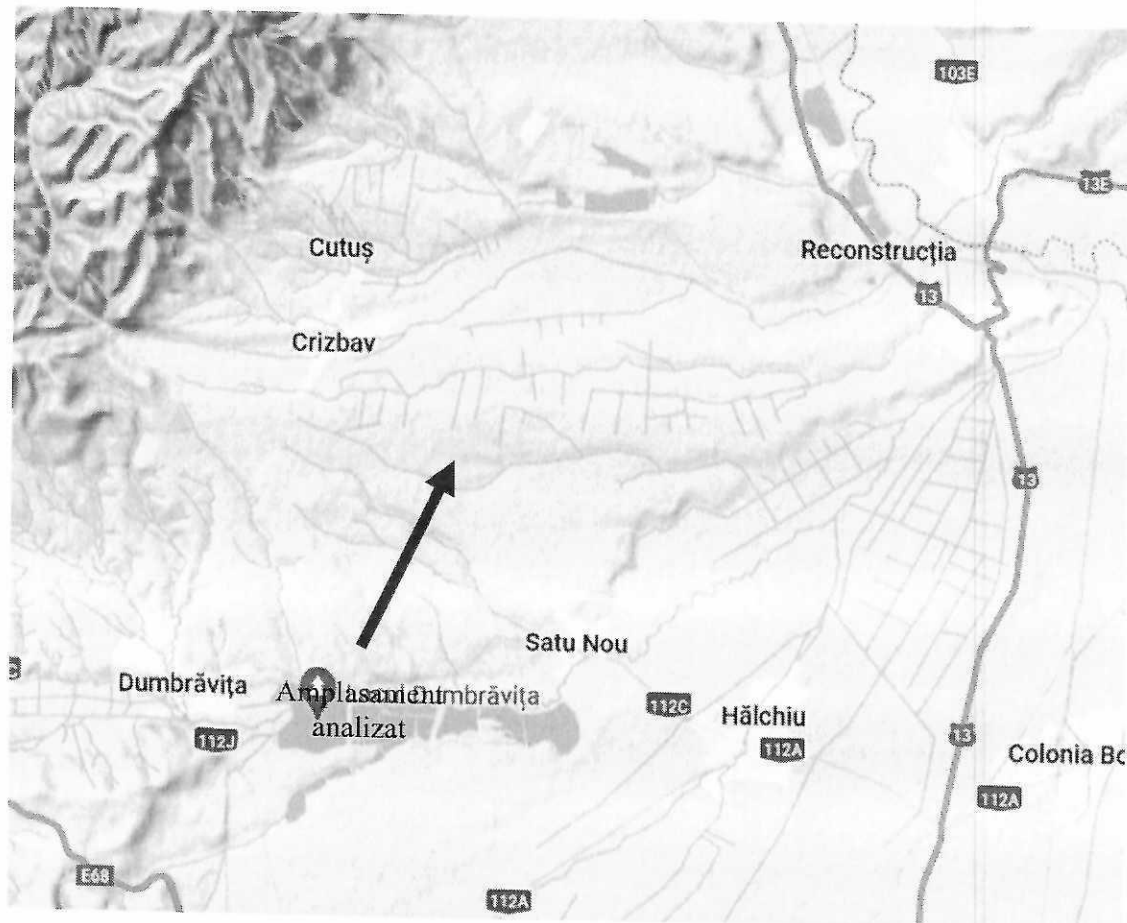 103E
13E
Cutuș
Reconstrucția
13
Crizbav
13
Satu Nou
Dumbrăvița
Dumbrăvița
Amplasament
analizat
112C
Hălchiu
112J
112A
13
Colonia Bo
112A
E68
112A